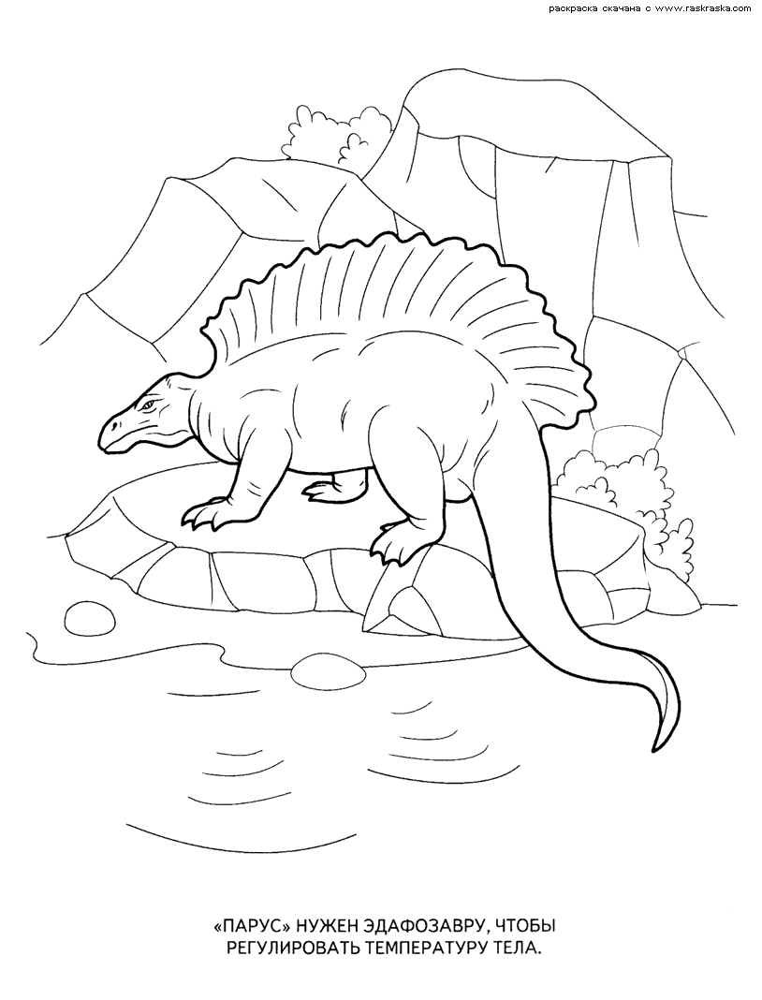 раскраска скачана с www.raskraska.com
«ПАРУС» НУЖЕН ЭДАФОЗАВРУ, ЧТОБЫ
РЕГУЛИРОВАТЬ ТЕМПЕРАТУРУ ТЕЛА.